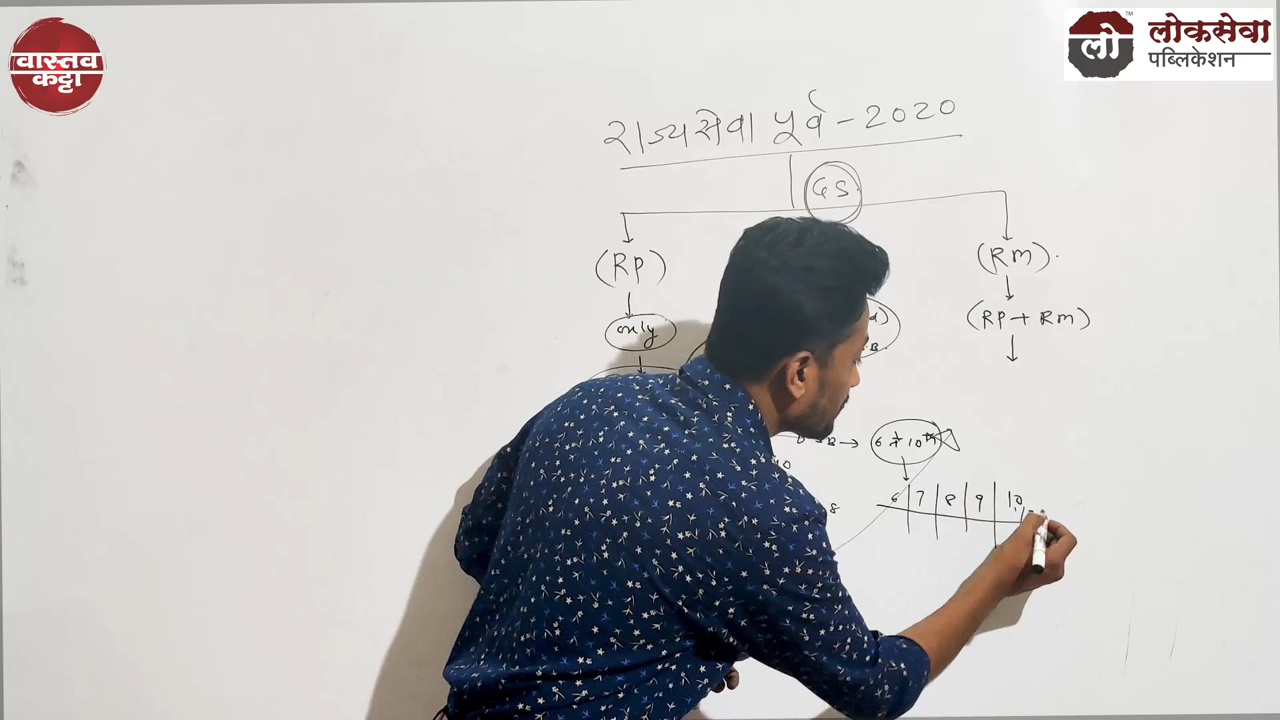 वास्तव
कट्टा
लो
लोकसेवा
पब्लिकेशन
राज्यसेवा पूर्व - 2020
GS.
(RP)
(Rm).
only
(RP + Rm)
6 ते 10
6 7 8 9 10